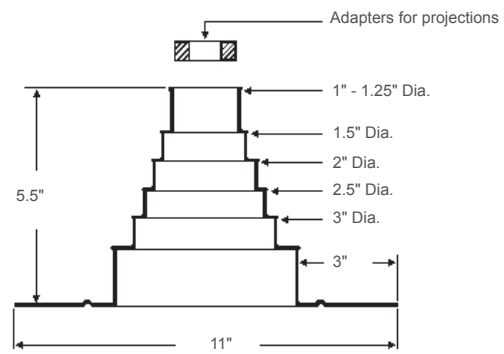 Adapters for projections
1" - 1.25" Dia.
1.5" Dia.
2" Dia.
2.5" Dia.
5.5"
3" Dia.
3"
11"